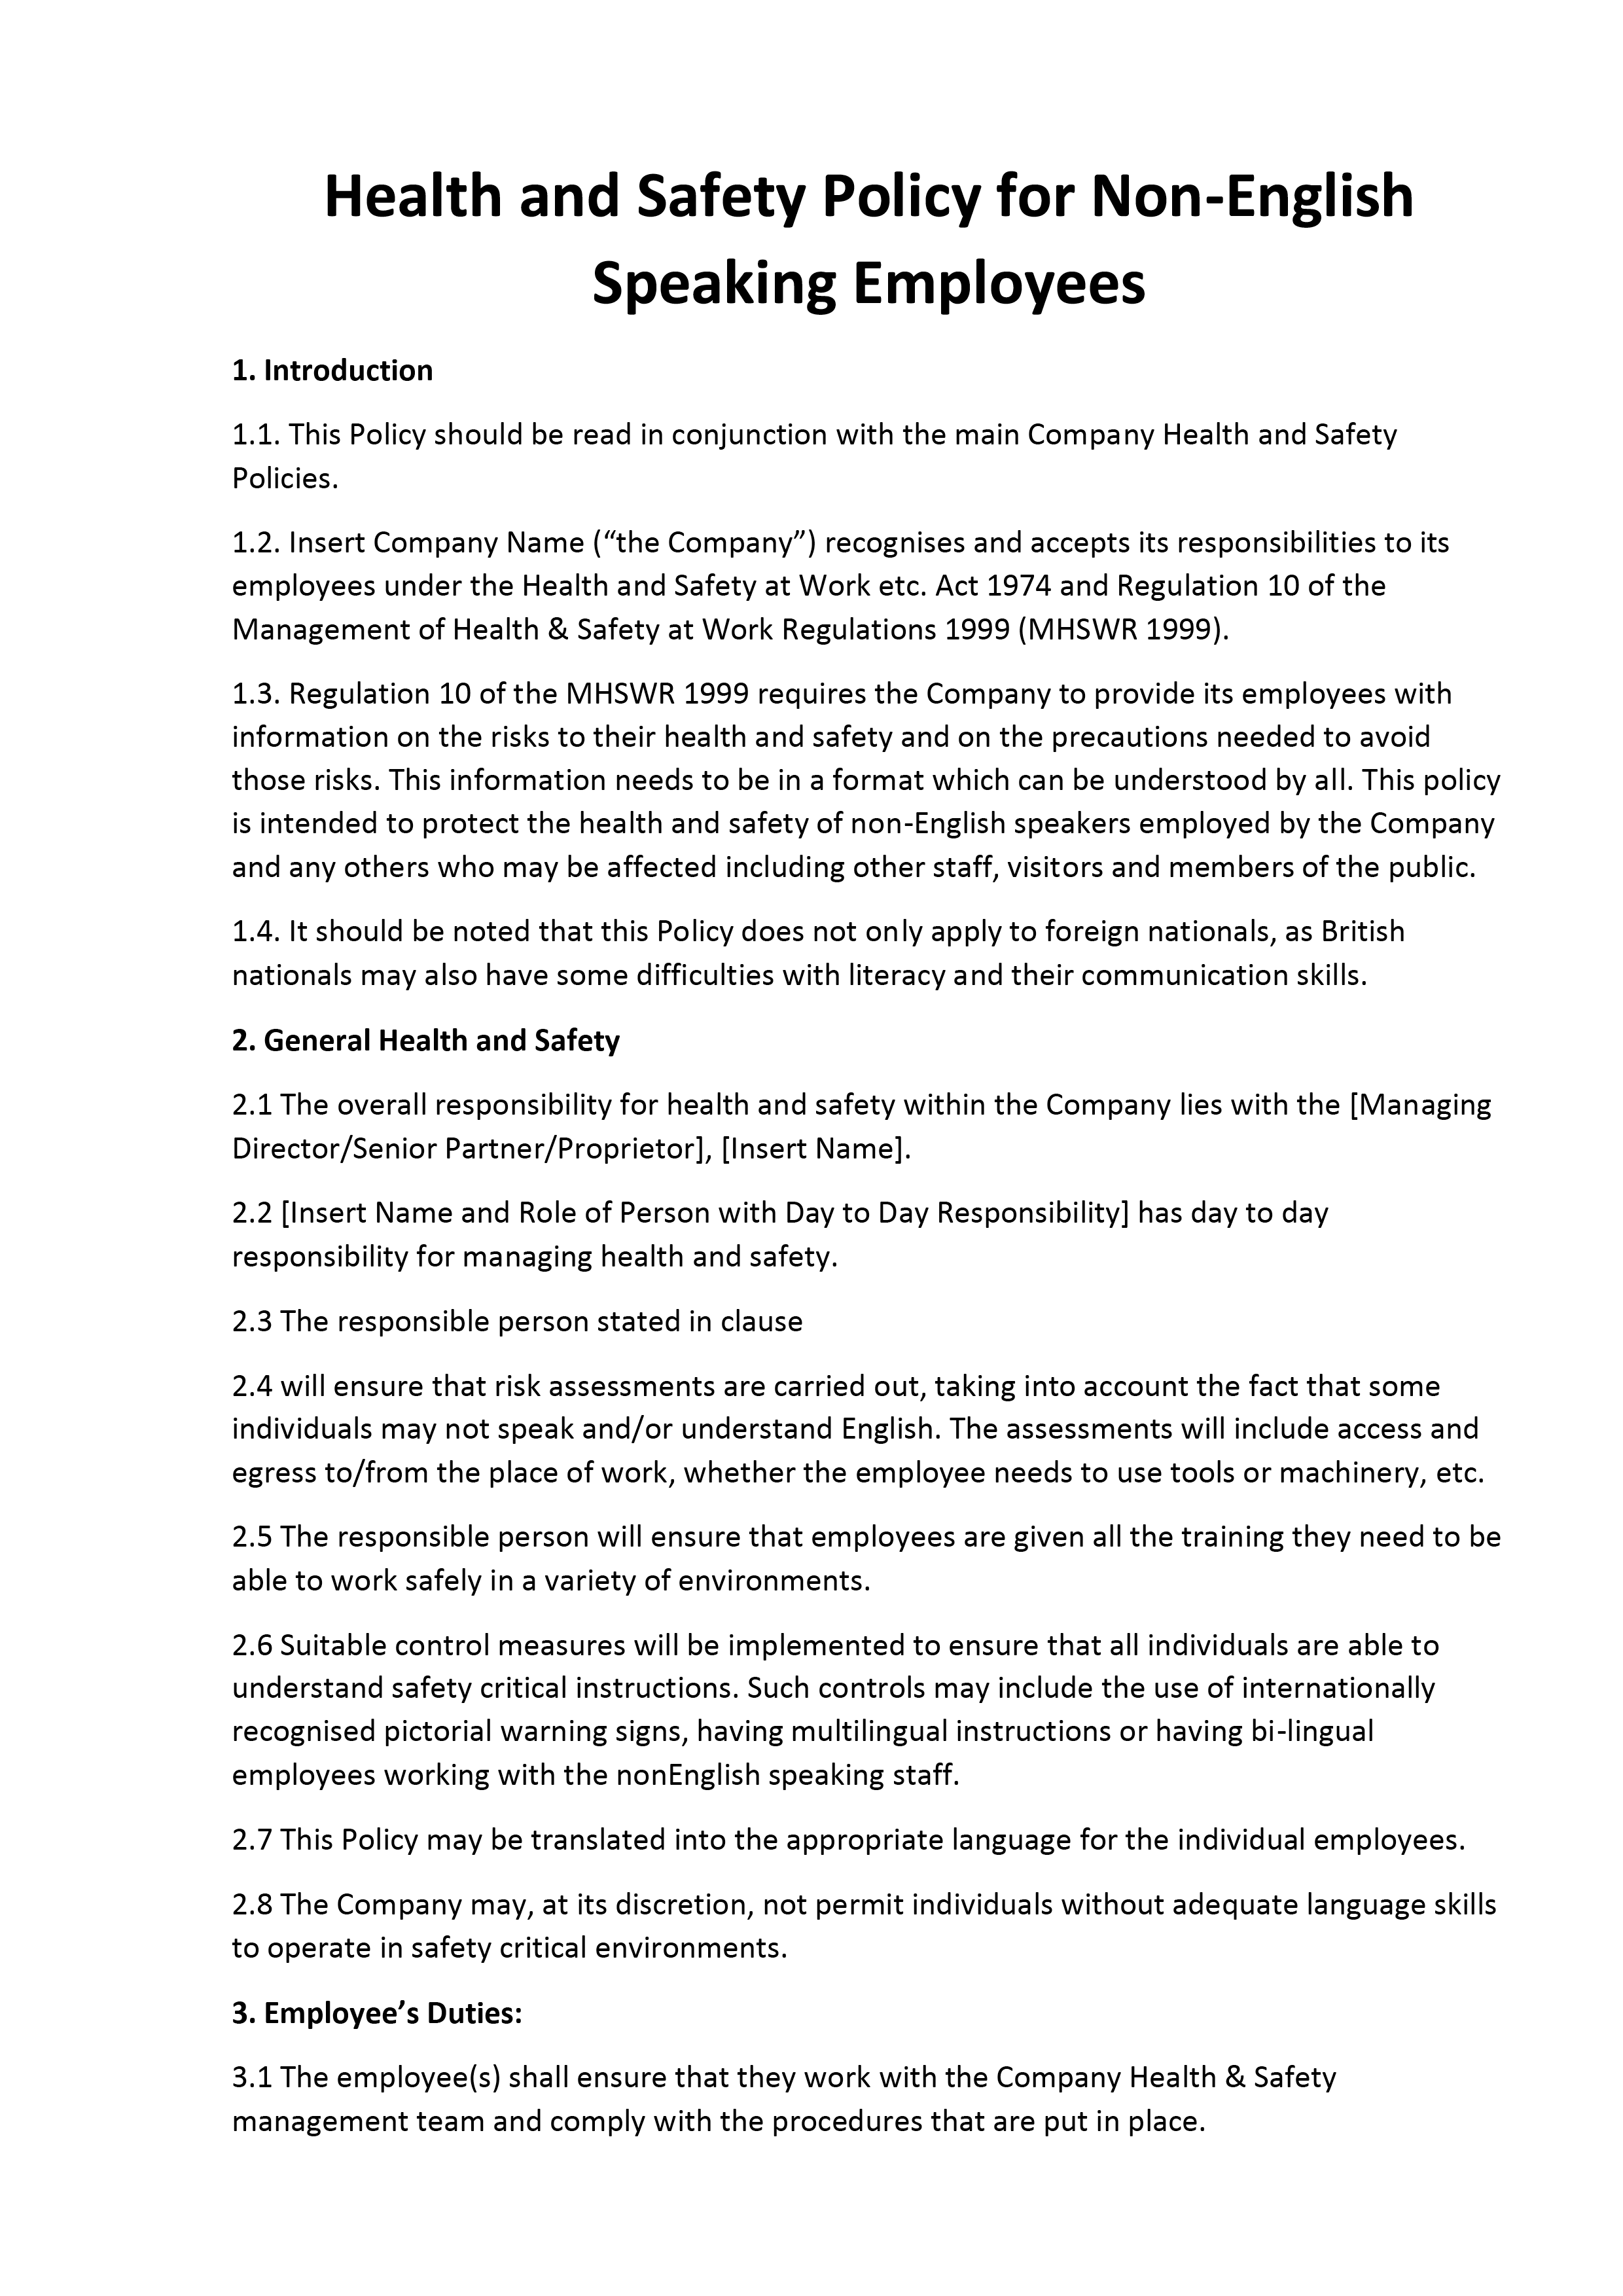 Health and Safety Policy for Non-English
Speaking Employees
1. Introduction
1.1. This Policy should be read in conjunction with the main Company Health and Safety
Policies.
1.2. Insert Company Name (“the Company”) recognises and accepts its responsibilities to its
employees under the Health and Safety at Work etc. Act 1974 and Regulation 10 of the
Management of Health & Safety at Work Regulations 1999 (MHSWR 1999).
1.3. Regulation 10 of the MHSWR 1999 requires the Company to provide its employees with
information on the risks to their health and safety and on the precautions needed to avoid
those risks. This information needs to be in a format which can be understood by all. This policy
is intended to protect the health and safety of non-English speakers employed by the Company
and any others who may be affected including other staff, visitors and members of the public.
1.4. It should be noted that this Policy does not only apply to foreign nationals, as British
nationals may also have some difficulties with literacy and their communication skills.
2. General Health and Safety
2.1 The overall responsibility for health and safety within the Company lies with the [Managing
Director/Senior Partner/Proprietor], [Insert Name].
2.2 [Insert Name and Role of Person with Day to Day Responsibility] has day to day
responsibility for managing health and safety.
2.3 The responsible person stated in clause
2.4 will ensure that risk assessments are carried out, taking into account the fact that some
individuals may not speak and/or understand English. The assessments will include access and
egress to/from the place of work, whether the employee needs to use tools or machinery, etc.
2.5 The responsible person will ensure that employees are given all the training they need to be
able to work safely in a variety of environments.
2.6 Suitable control measures will be implemented to ensure that all individuals are able to
understand safety critical instructions. Such controls may include the use of internationally
recognised pictorial warning signs, having multilingual instructions or having bi-lingual
employees working with the nonEnglish speaking staff.
2.7 This Policy may be translated into the appropriate language for the individual employees.
2.8 The Company may, at its discretion, not permit individuals without adequate language skills
to operate in safety critical environments.
3. Employee’s Duties:
3.1 The employee(s) shall ensure that they work with the Company Health & Safety
management team and comply with the procedures that are put in place.